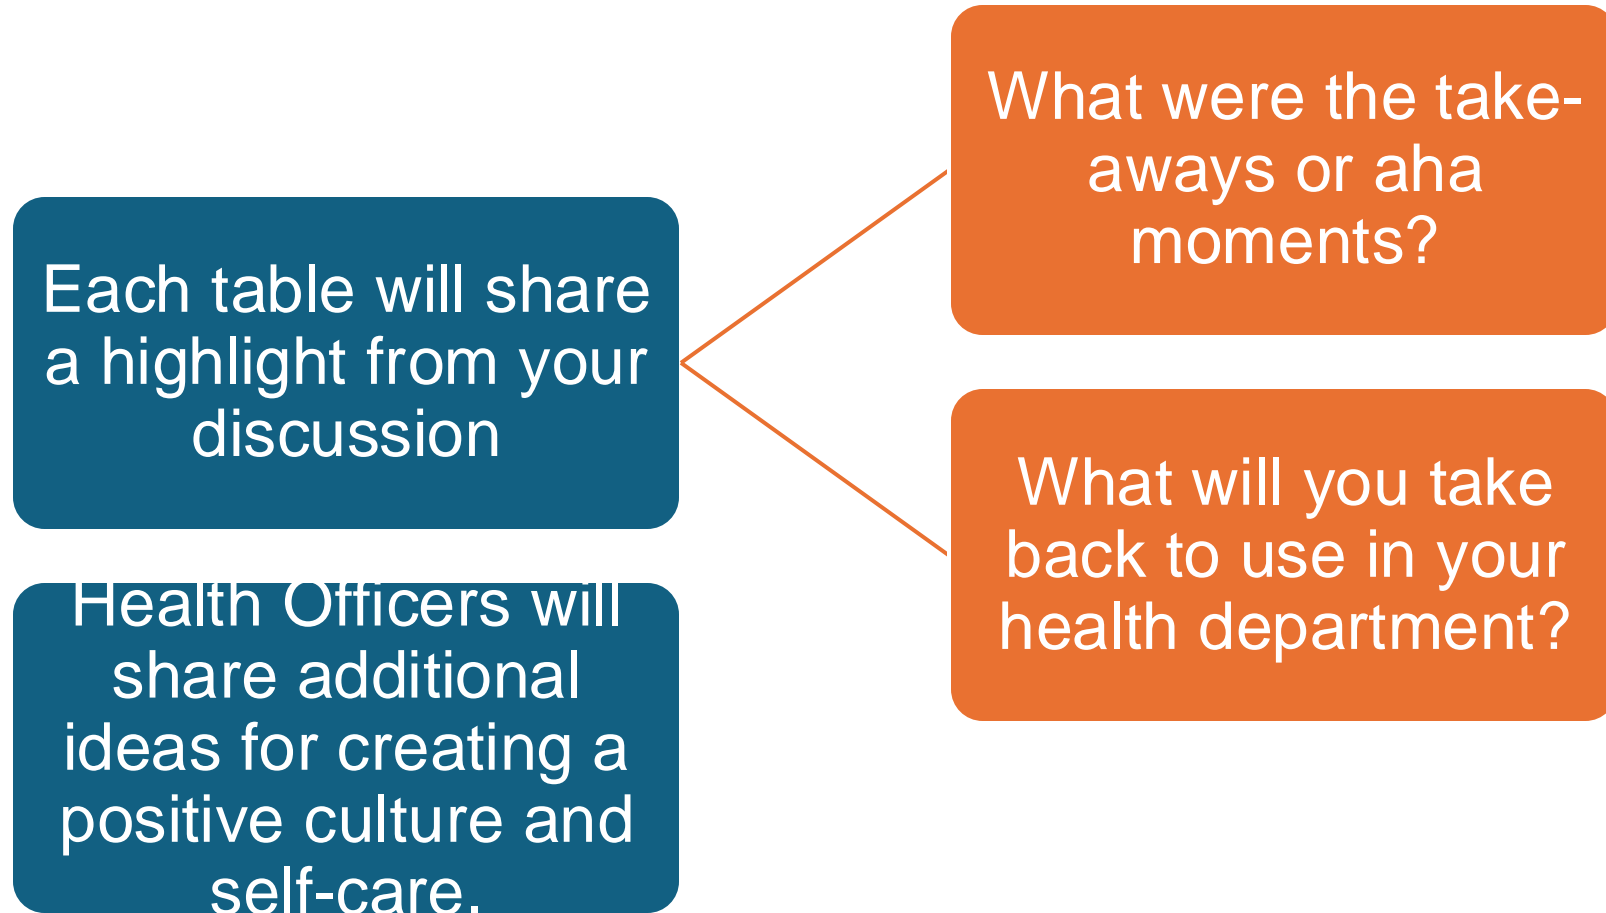 Each table will share
a highlight from your
discussion
What were the take-
aways or aha
moments?
What will you take
back to use in your
health department?
Health Officers will
share additional
ideas for creating a
positive culture and
self-care.